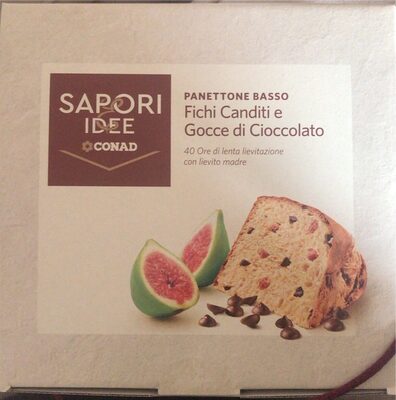 SAPORI
& IDEE
CONAD
PANETTONE BASSO
Fichi Canditi e
Gocce di Cioccolato
40 Ore di lenta lievitazione
con lievito madre